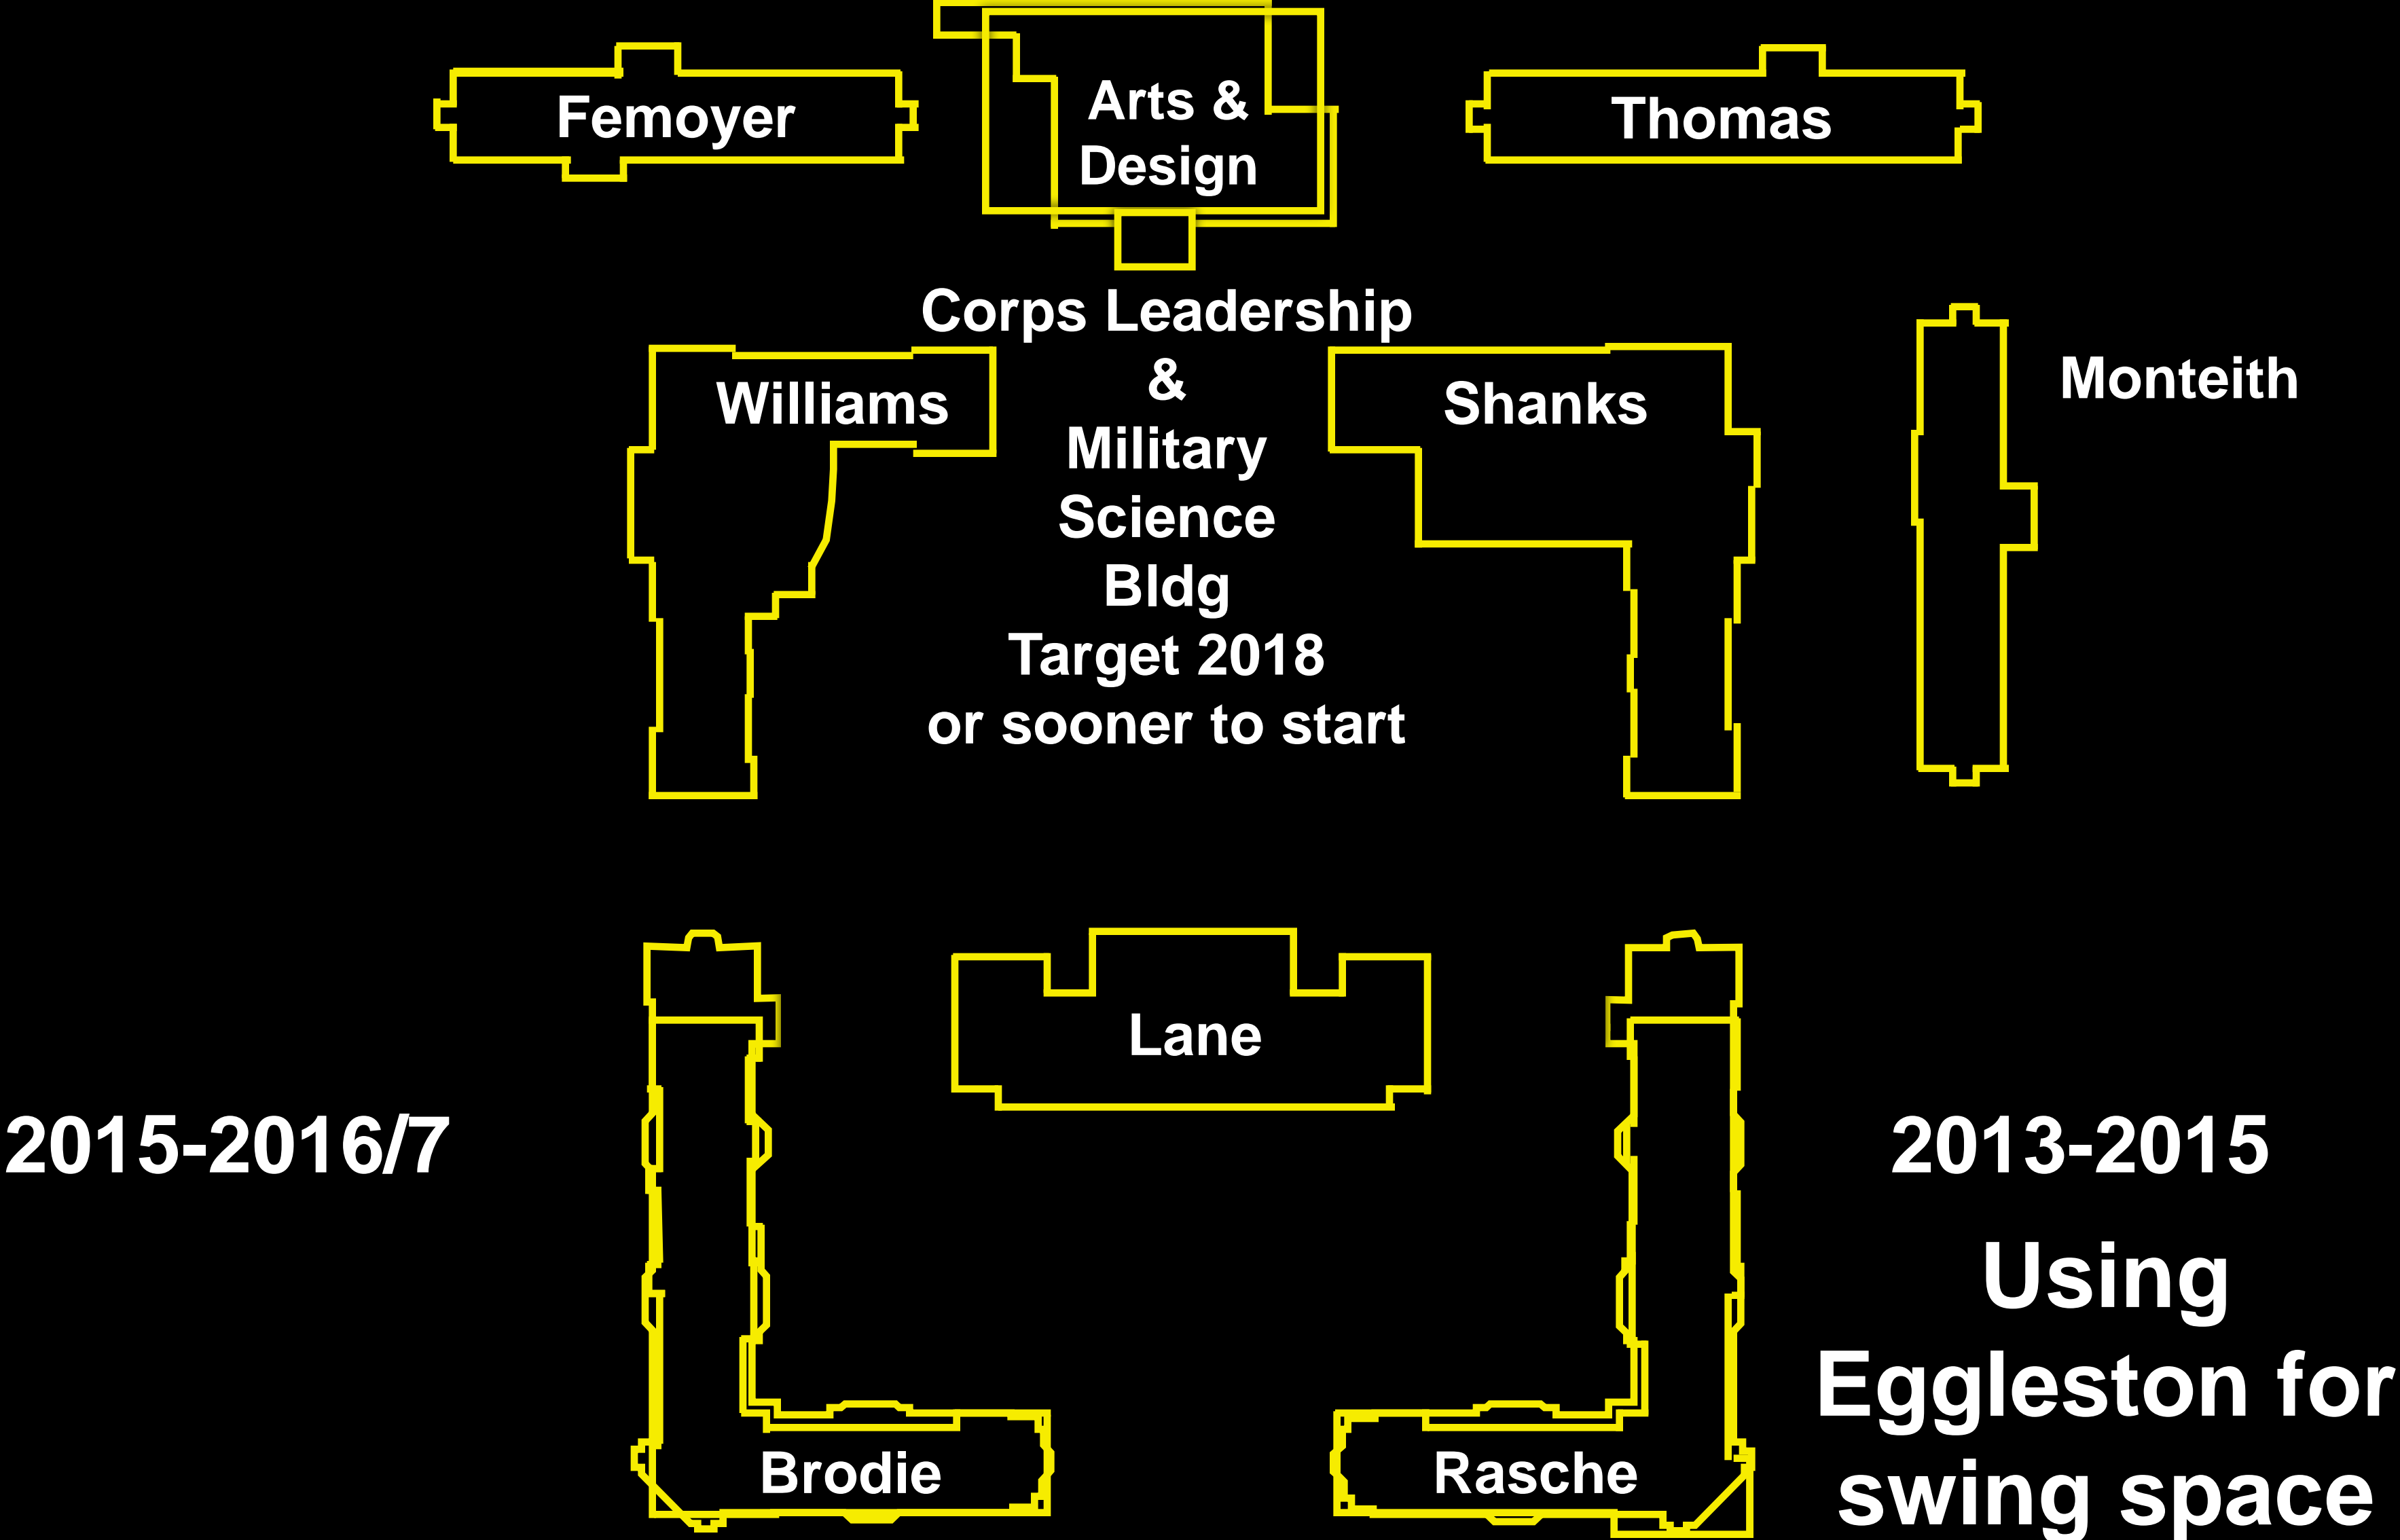 Femoyer
Arts &
Design
Thomas
Corps Leadership
&
Military
Science
Bldg
Target 2018
or sooner to start
Williams
Shanks
Monteith
Lane
2015-2016/7
2013-2015
Using
Eggleston for
swing space
Brodie
Rasche